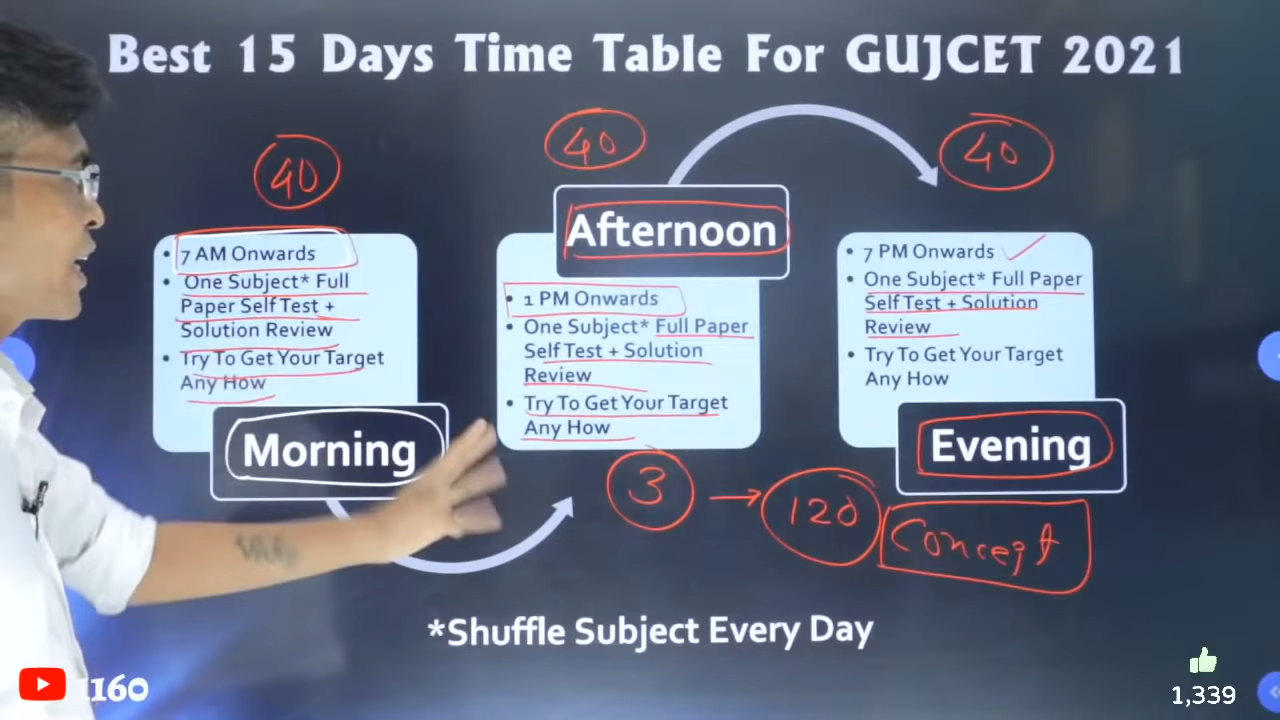 Best 15 Days Time Table For GUJCET 2021
40
40
40
• 7 AM Onwards
• One Subject* Full
Paper Self Test +
Solution Review
• Try To Get Your Target
Any How
Morning
Afternoon
• 1 PM Onwards
• One Subject* Full Paper
Self Test + Solution
Review
• Try To Get Your Target
Any How
• 7 PM Onwards
• One Subject* Full Paper
Self Test + Solution
Review
• Try To Get Your Target
Any How
Evening
3 → 120
Concept
*Shuffle Subject Every Day
1,339